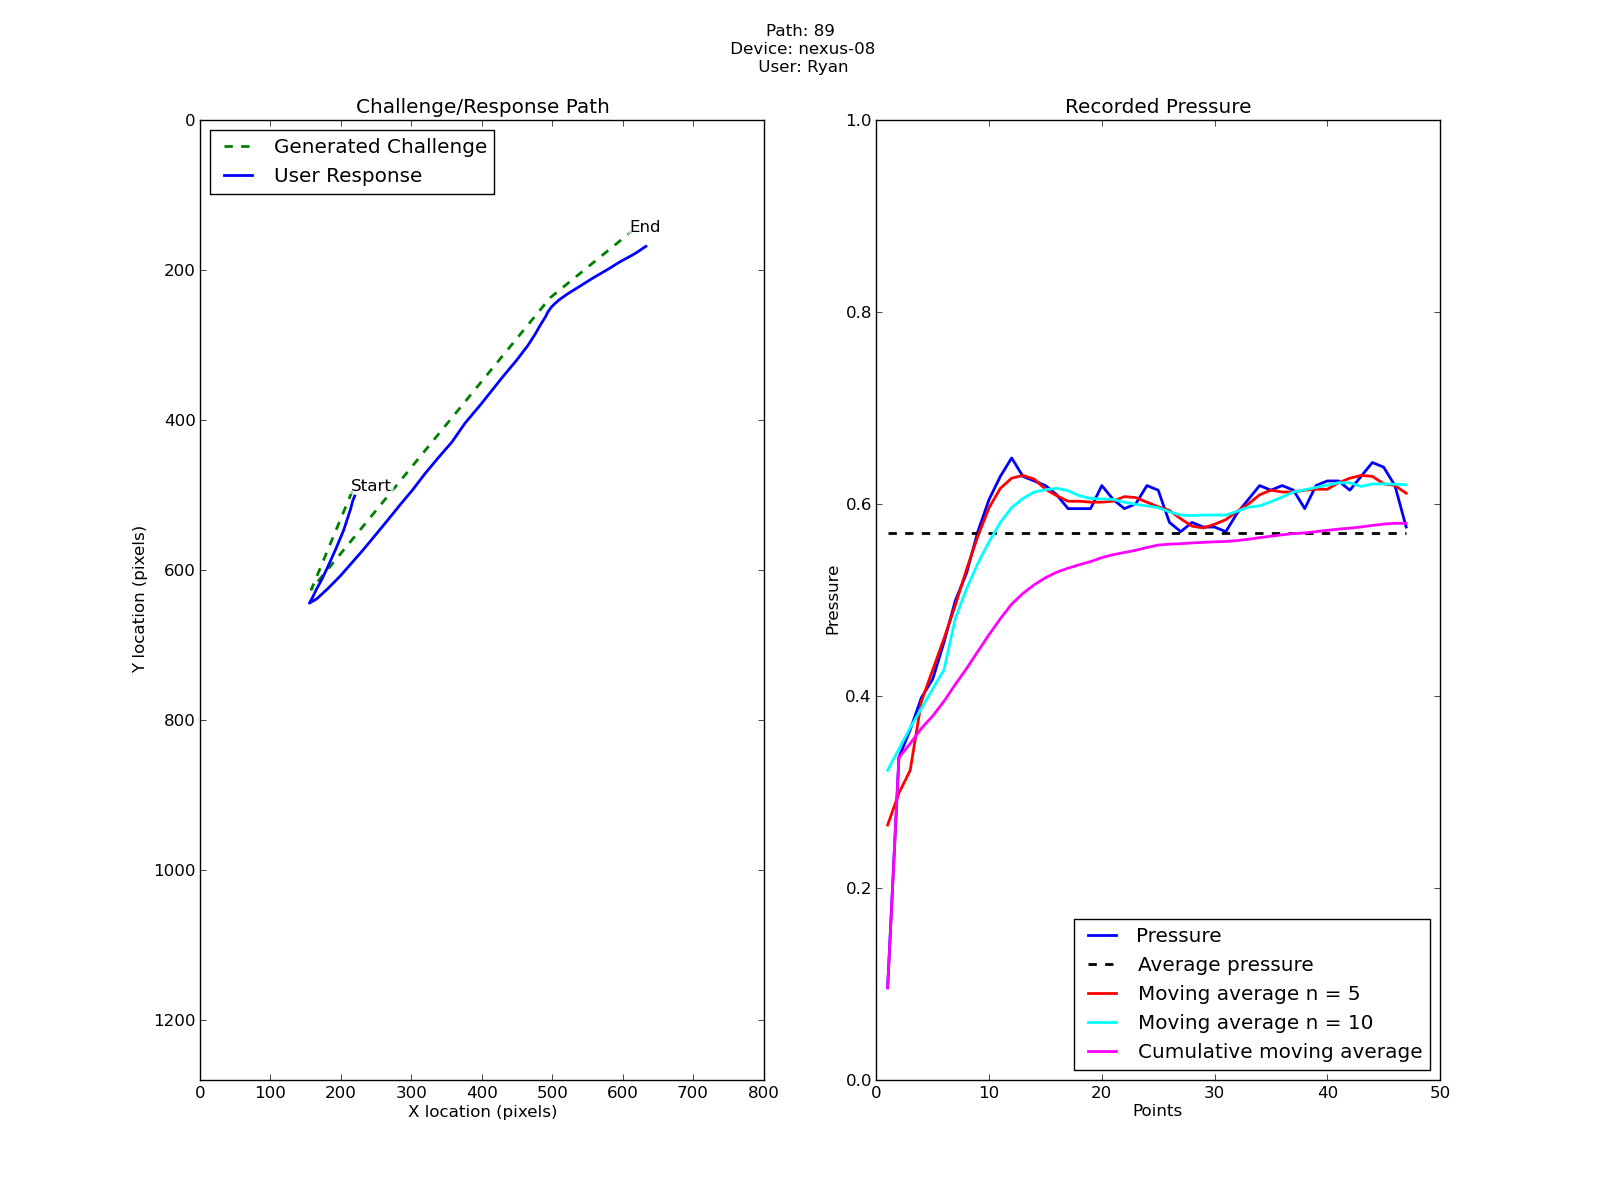 Path: 89
Device: nexus-08
User: Ryan
Challenge/Response Path
Generated Challenge
User Response
End
Start
0
200
400
600
800
1000
1200
Y location (pixels)
0 100 200 300 400 500 600 700 800
X location (pixels)
Recorded Pressure
1.0
0.8
0.6
0.4
0.2
0.0
Pressure
Pressure
Average pressure
Moving average n = 5
Moving average n = 10
Cumulative moving average
0 10 20 30 40 50
Points